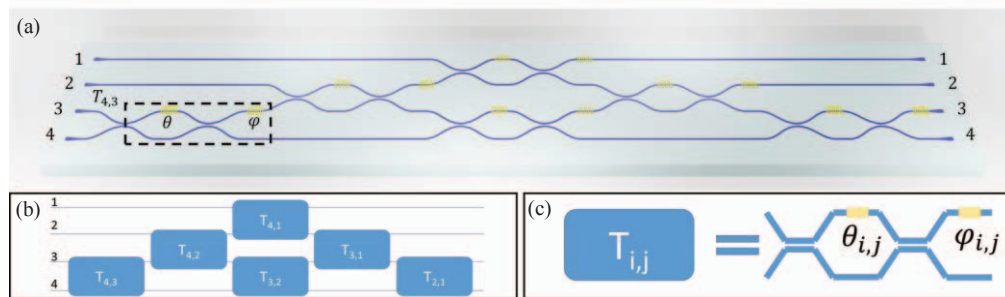 (a)
1
1
2
2
T4,3
3
θ
φ
3
4
4
(b)
1
T4,1
2
T4,2
T3,1
3
T4,3
T3,2
T2,1
4
(c)
Ti,j
=
θi,j
φi,j